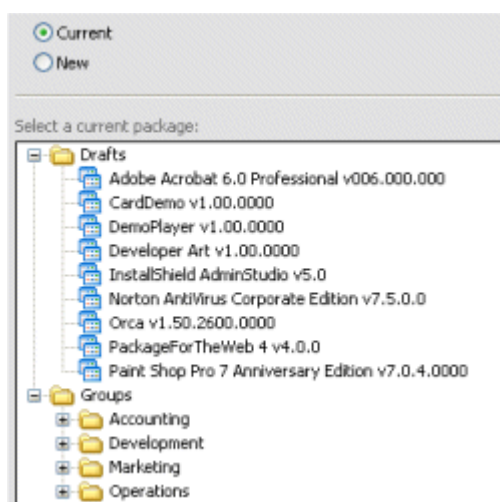 Current
New
Select a current package:
Drafts
Adobe Acrobat 6.0 Professional v006.000.000
CardDemo v1.00.0000
DemoPlayer v1.00.0000
Developer Art v1.00.0000
InstallShield AdminStudio v5.0
Norton AntiVirus Corporate Edition v7.5.0.0
Orca v1.50.2600.0000
PackageForTheWeb 4 v4.0.0
Paint Shop Pro 7 Anniversary Edition v7.0.4.0000
Groups
Accounting
Development
Marketing
Operations